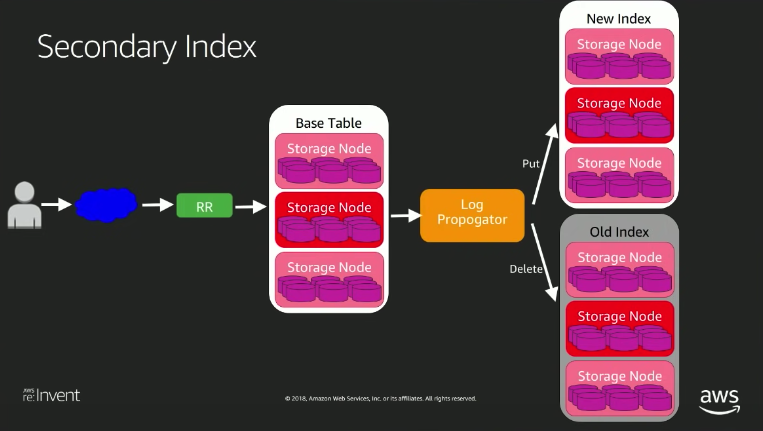 Secondary Index
RR
Base Table
Storage Node
Storage Node
Storage Node
Log
Propogator
Put
Delete
New Index
Storage Node
Storage Node
Storage Node
Old Index
Storage Node
Storage Node
Storage Node
AWS
re:Invent
© 2018, Amazon Web Services, Inc. or its affiliates. All rights reserved.
aws